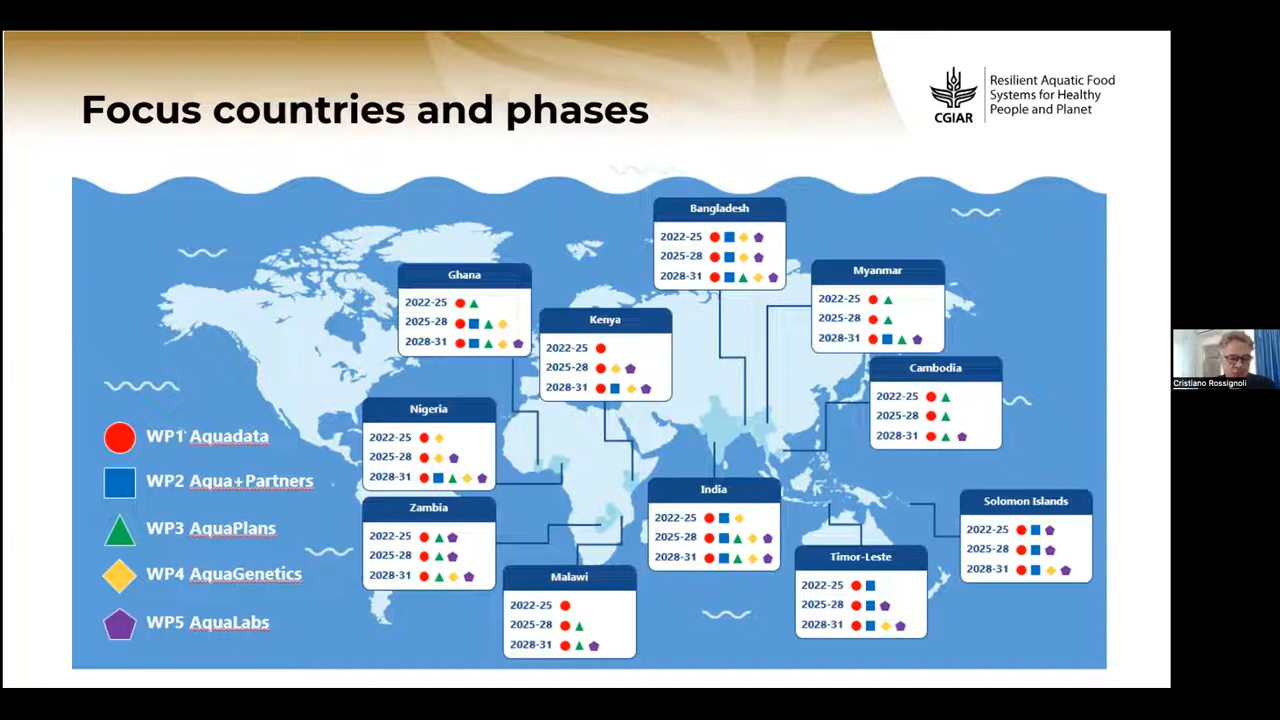 Focus countries and phases
CGIAR
Resilient Aquatic Food
Systems for Healthy
People and Planet
Bangladesh
2022-25
2025-28
2028-31
Myanmar
2022-25
2025-28
2028-31
Ghana
2022-25
2025-28
2028-31
Kenya
2022-25
2025-28
2028-31
Cambodia
2022-25
2025-28
2028-31
Nigeria
2022-25
2025-28
2028-31
India
2022-25
2025-28
2028-31
Solomon Islands
2022-25
2025-28
2028-31
Zambia
2022-25
2025-28
2028-31
Timor-Leste
2022-25
2025-28
2028-31
Malawi
2022-25
2025-28
2028-31
WP1 Aquadata
WP2 Aqua+Partners
WP3 AquaPlans
WP4 AquaGenetics
WP5 AquaLabs
Cristiano Rossignoli